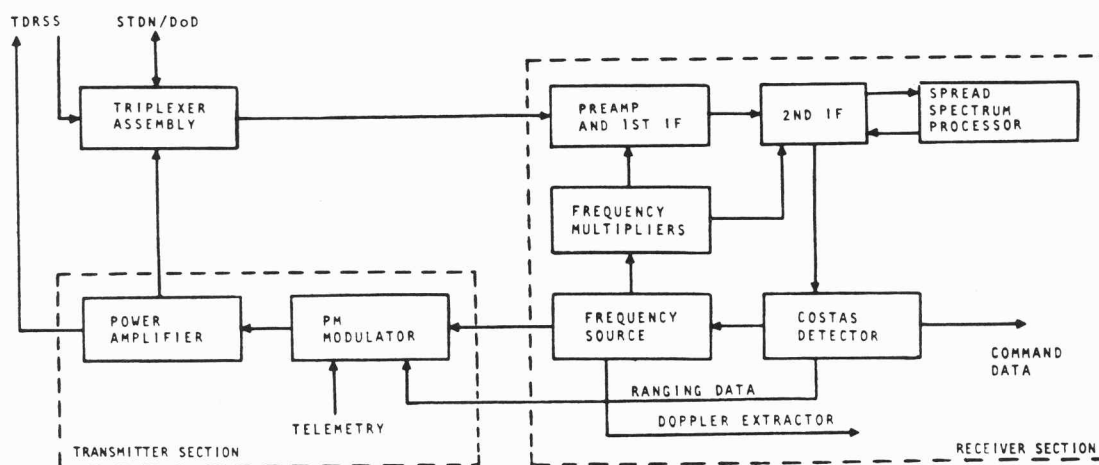 TDRSS
STDN/DoD
TRIPLEXER
ASSEMBLY
PREAMP
AND 1ST IF
2ND IF
SPREAD
SPECTRUM
PROCESSOR
FREQUENCY
MULTIPLIERS
POWER
AMPLIFIER
PM
MODULATOR
FREQUENCY
SOURCE
COSTAS
DETECTOR
COMMAND
DATA
RANGING DATA
DOPPLER EXTRACTOR
TELEMETRY
TRANSMITTER SECTION
RECEIVER SECTION